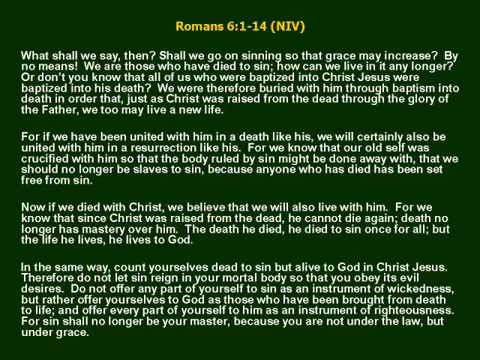 Romans 6:1-14 (NIV)
What shall we say, then? Shall we go on sinning so that grace may increase? By
no means! We are those who have died to sin; how can we live in it any longer?
Or don't you know that all of us who were baptized into Christ Jesus were
baptized into his death? We were therefore buried with him through baptism into
death in order that, just as Christ was raised from the dead through the glory of
the Father, we too may live a new life.
For if we have been united with him in a death like his, we will certainly also be
united with him in a resurrection like his. For we know that our old self was
crucified with him so that the body ruled by sin might be done away with, that we
should no longer be slaves to sin, because anyone who has died has been set
free from sin.
Now if we died with Christ, we believe that we will also live with him. For we
know that since Christ was raised from the dead, he cannot die again; death no
longer has mastery over him. The death he died, he died to sin once for all; but
the life he lives, he lives to God.
In the same way, count yourselves dead to sin but alive to God in Christ Jesus.
Therefore do not let sin reign in your mortal body so that you obey its evil
desires. Do not offer any part of yourself to sin as an instrument of wickedness,
but rather offer yourselves to God as those who have been brought from death
to life; and offer every part of yourself to him as an instrument of righteousness.
For sin shall no longer be your master, because you are not under the law, but
under grace.